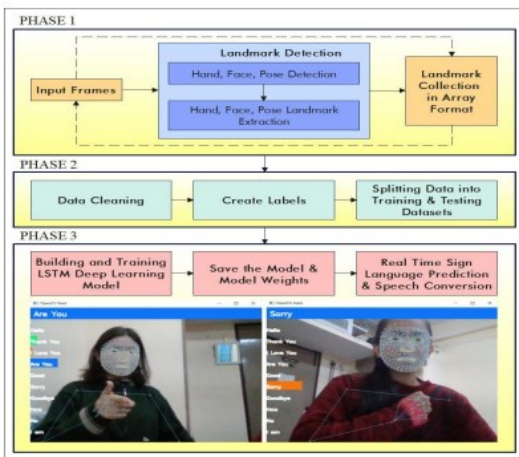 PHASE 1
Landmark Detection
Hand, Face, Pose Detection
Input Frames
Hand, Face, Pose Landmark
Extraction
Landmark
Collection
in Array
Format
PHASE 2
Data Cleaning
Create Labels
Splitting Data into
Training & Testing
Datasets
PHASE 3
Building and Training
LSTM Deep Learning
Model
Save the Model &
Model Weights
Real Time Sign
Language Prediction
& Speech Conversion
Are You
Hello
Thank You
I Love You
Are You
Good
Sorry
Goodbye
No
I am
Sorry
Hello
Thank You
I Love You
Are You
Good
Sorry
Goodbye
No
I am